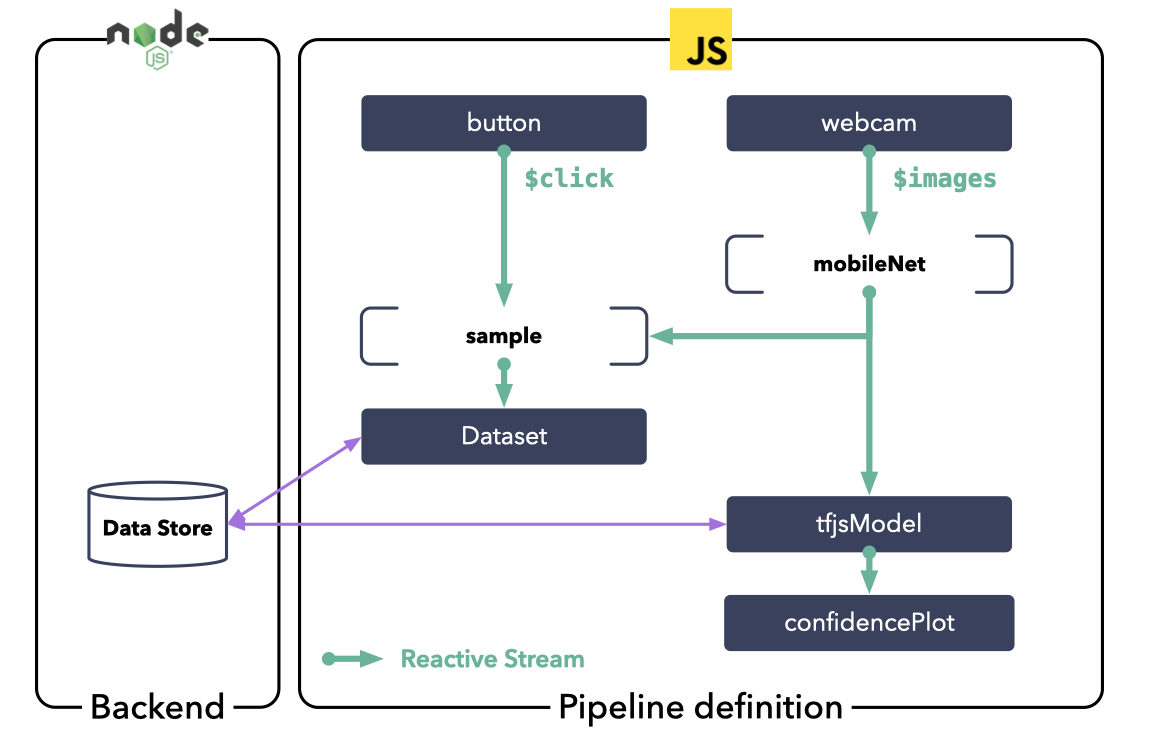 node
JS
JS
button
webcam
$click
$images
mobileNet
sample
Dataset
Data Store
tfjsModel
confidencePlot
Reactive Stream
Backend
Pipeline definition